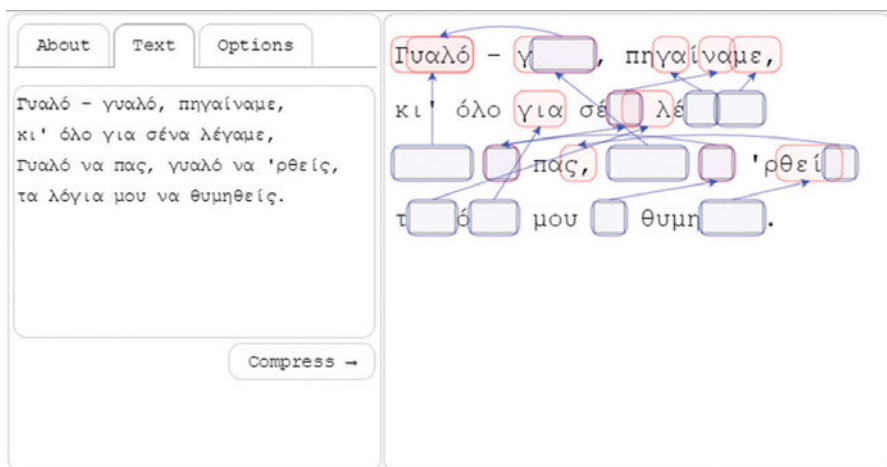 About
Text
Options
Γυαλό - γυαλό, πηγαίναμε,
κι' όλο για σένα λέγαμε,
Γυαλό να πας, γυαλό να 'ρθείς,
τα λόγια μου να θυμηθείς.
Compress →
Γυαλό - γ , πηγαίναμε,
κι' όλο για σέ λέ
πας, 'ρθεί
τ ό μου θυμη .